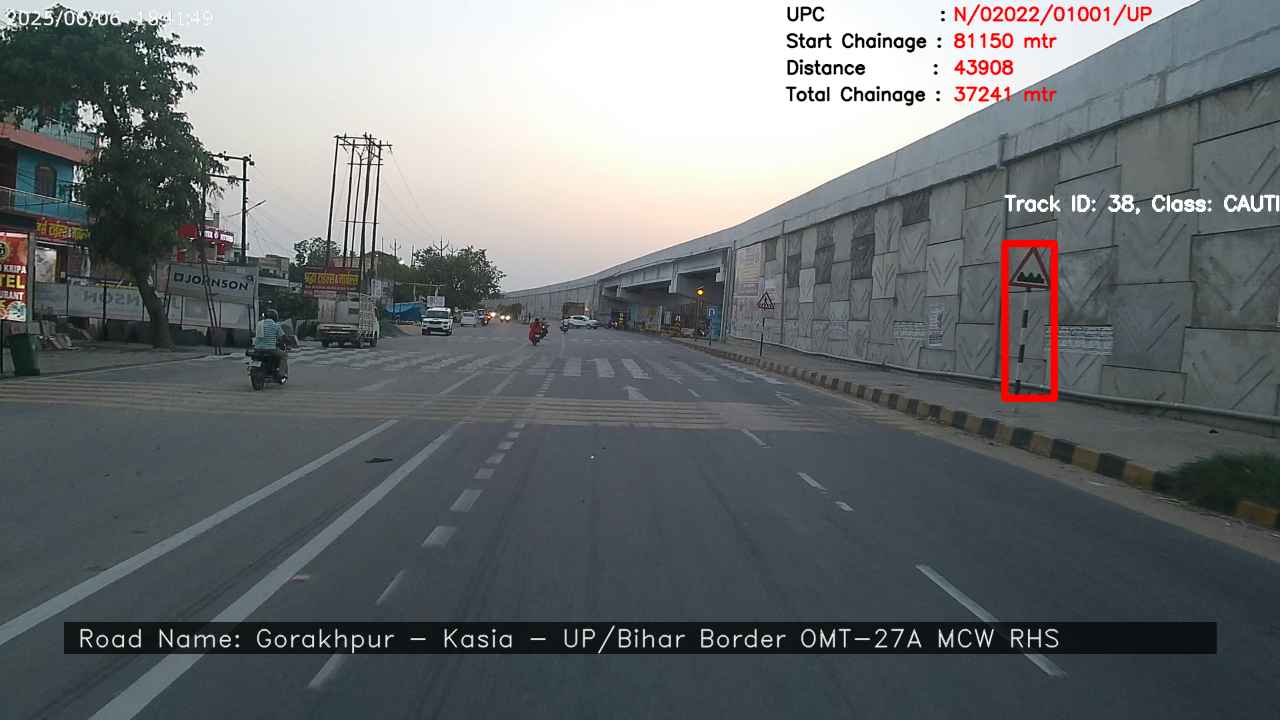 2025/06/06 18:41:49
UPC : N/02022/01001/UP
Start Chainage : 81150 mtr
Distance : 43908
Total Chainage : 37241 mtr
Track ID: 38, Class: CAUTI
JOHNSON
Road Name: Gorakhpur - Kasia - UP/Bihar Border OMT-27A MCW RHS